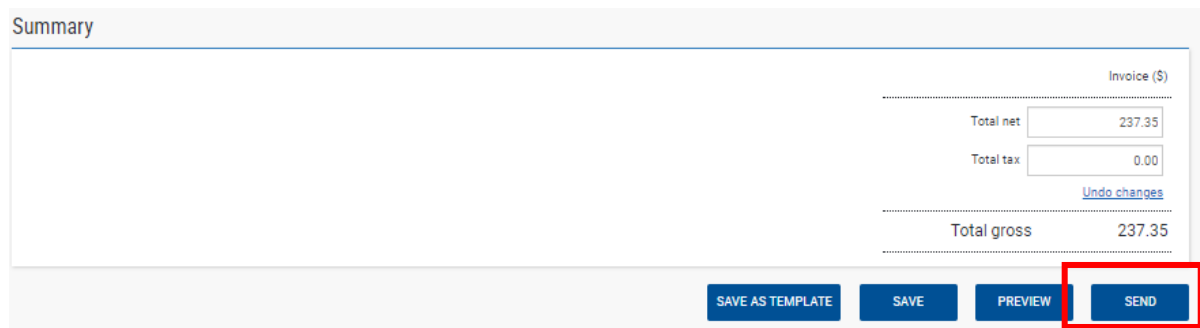 Summary
Invoice ($)
Total net 237.35
Total tax 0.00
Undo changes
Total gross 237.35
SAVE AS TEMPLATE SAVE PREVIEW SEND